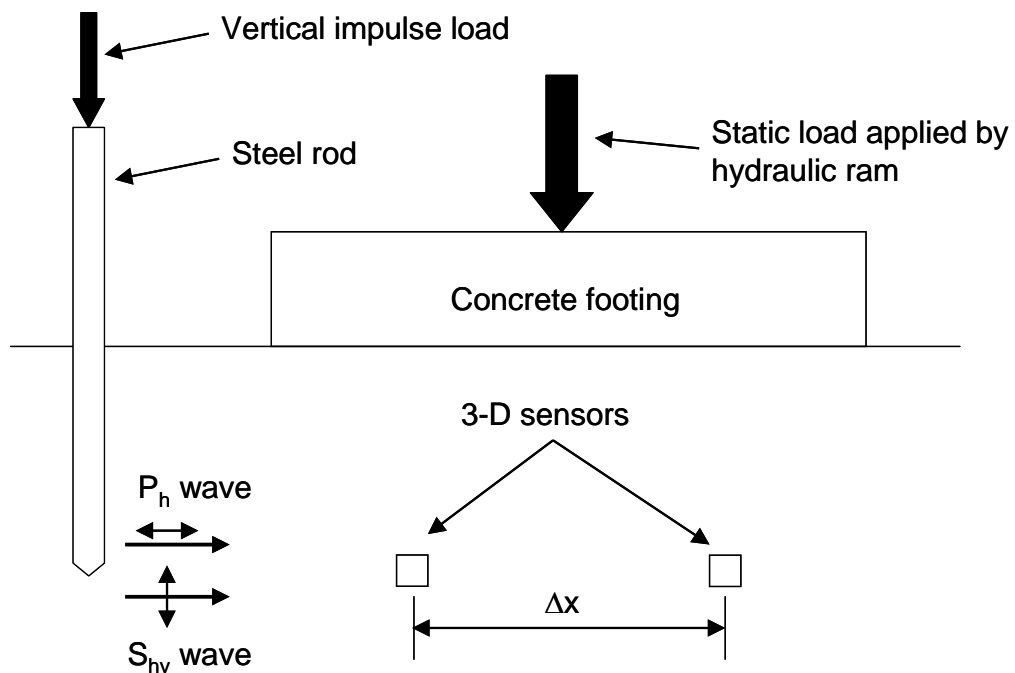 Vertical impulse load
Steel rod
Static load applied by
hydraulic ram
Concrete footing
3-D sensors
Pₕ wave
Δx
Sₕᵥ wave